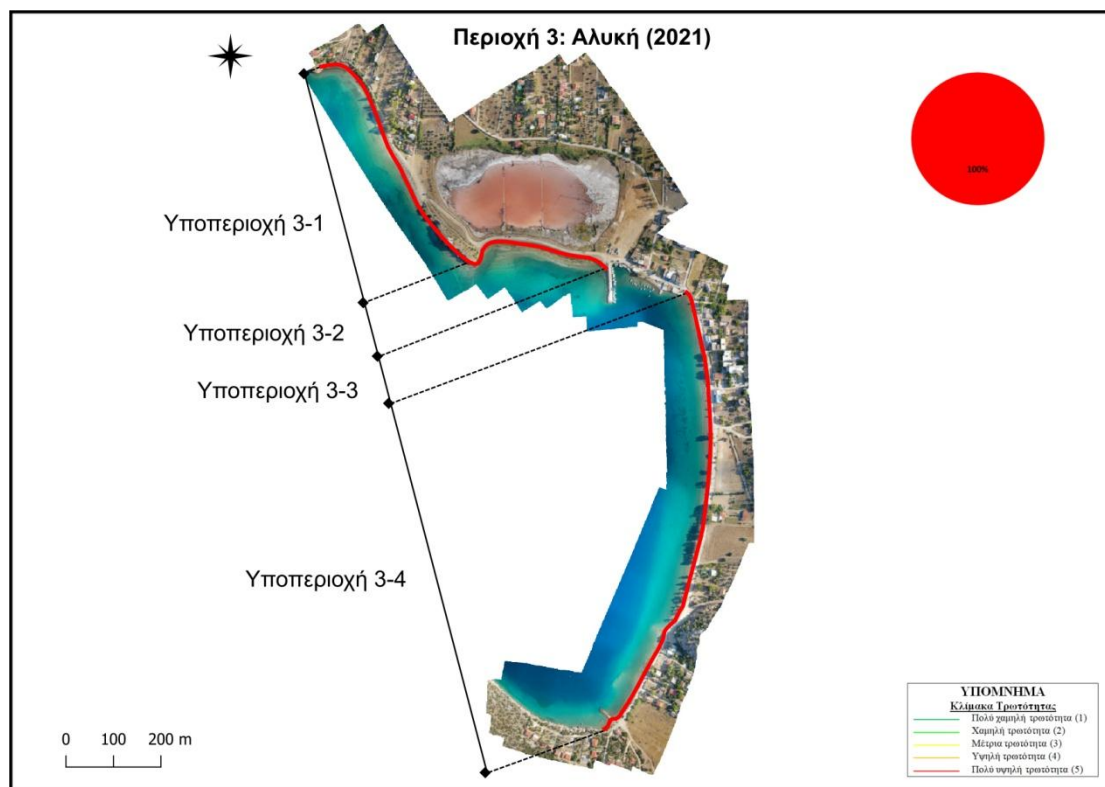 Περιοχή 3: Αλυκή (2021)
100%
Υποπεριοχή 3-1
Υποπεριοχή 3-2
Υποπεριοχή 3-3
Υποπεριοχή 3-4
0 100 200 m
ΥΠΟΜΝΗΜΑ
Κλίμακα Τρωτότητας
Πολύ χαμηλή τρωτότητα (1)
Χαμηλή τρωτότητα (2)
Μέτρια τρωτότητα (3)
Υψηλή τρωτότητα (4)
Πολύ υψηλή τρωτότητα (5)